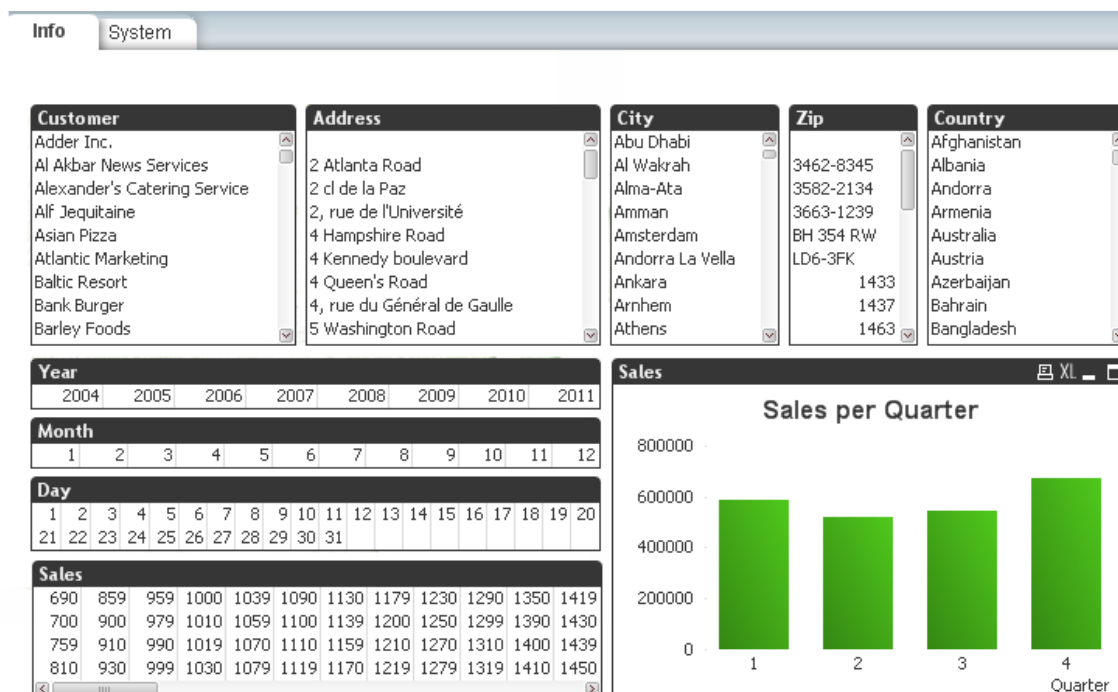 Info System
Customer
Adder Inc.
Al Akbar News Services
Alexander's Catering Service
Alf Jequitaine
Asian Pizza
Atlantic Marketing
Baltic Resort
Bank Burger
Barley Foods
Address
2 Atlanta Road
2 cl de la Paz
2, rue de l'Université
4 Hampshire Road
4 Kennedy boulevard
4 Queen's Road
4, rue du Général de Gaulle
5 Washington Road
City
Abu Dhabi
Al Wakrah
Alma-Ata
Amman
Amsterdam
Andorra La Vella
Ankara
Arnhem
Athens
Zip
3462-8345
3582-2134
3663-1239
BH 354 RW
LD6-3FK
1433
1437
1463
Country
Afghanistan
Albania
Andorra
Armenia
Australia
Austria
Azerbaijan
Bahrain
Bangladesh
Year
2004 2005 2006 2007 2008 2009 2010 2011
Month
1 2 3 4 5 6 7 8 9 10 11 12
Day
1 2 3 4 5 6 7 8 9 10 11 12 13 14 15 16 17 18 19 20
21 22 23 24 25 26 27 28 29 30 31
Sales
690 859 959 1000 1039 1090 1130 1179 1230 1290 1350 1419
700 900 979 1010 1059 1100 1139 1200 1250 1299 1390 1430
759 910 990 1019 1070 1110 1159 1210 1270 1310 1400 1439
810 930 999 1030 1079 1119 1170 1219 1279 1319 1410 1450
Sales XL
Sales per Quarter
800000
600000
400000
200000
0
1 2 3 4
Quarter